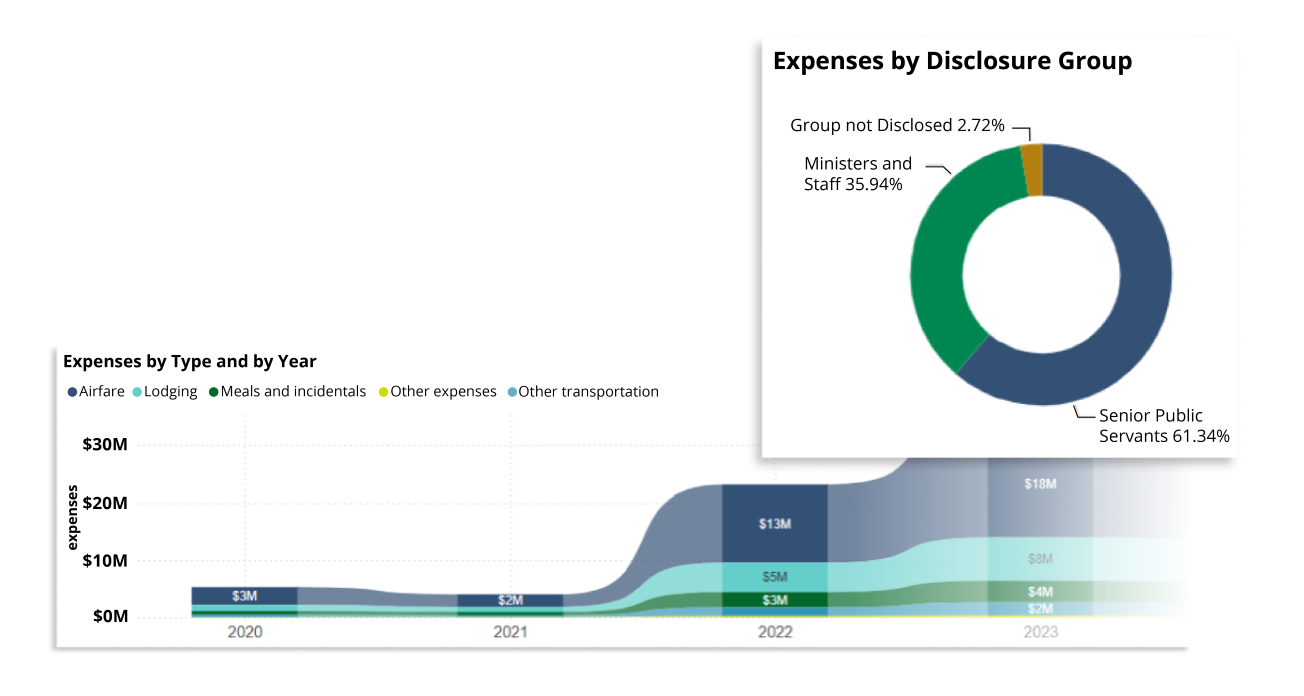 Expenses by Disclosure Group
Group not Disclosed 2.72%
Ministers and
Staff 35.94%
Senior Public
Servants 61.34%
Expenses by Type and by Year
Airfare Lodging Meals and incidentals Other expenses Other transportation
expenses
$30M
$20M
$10M
$0M
$3M
$2M
$13M
$5M
$3M
$18M
$8M
$4M
$2M
2020 2021 2022 2023